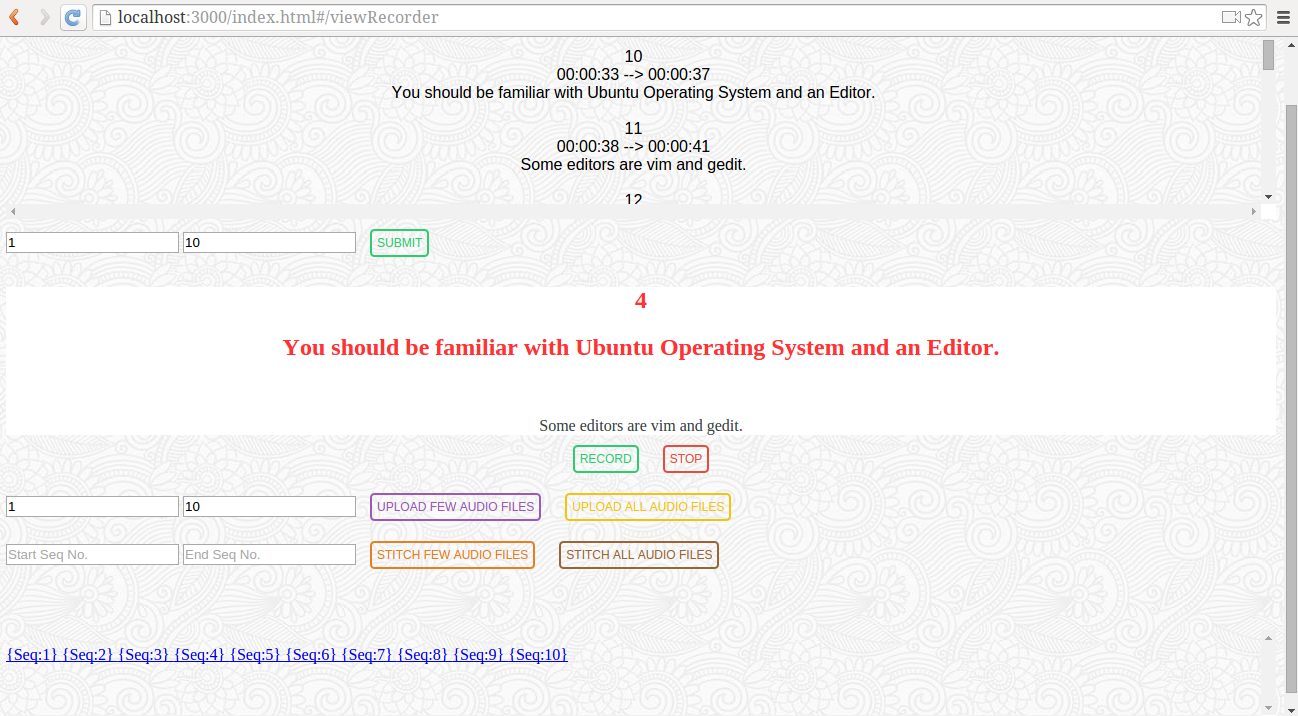 localhost:3000/index.html#/viewRecorder
10
00:00:33 --> 00:00:37
You should be familiar with Ubuntu Operating System and an Editor.
11
00:00:38 --> 00:00:41
Some editors are vim and gedit.
12
1 10 SUBMIT
4
You should be familiar with Ubuntu Operating System and an Editor.
Some editors are vim and gedit.
RECORD STOP
1 10 UPLOAD FEW AUDIO FILES UPLOAD ALL AUDIO FILES
Start Seq No. End Seq No. STITCH FEW AUDIO FILES STITCH ALL AUDIO FILES
{Seq:1} {Seq:2} {Seq:3} {Seq:4} {Seq:5} {Seq:6} {Seq:7} {Seq:8} {Seq:9} {Seq:10}